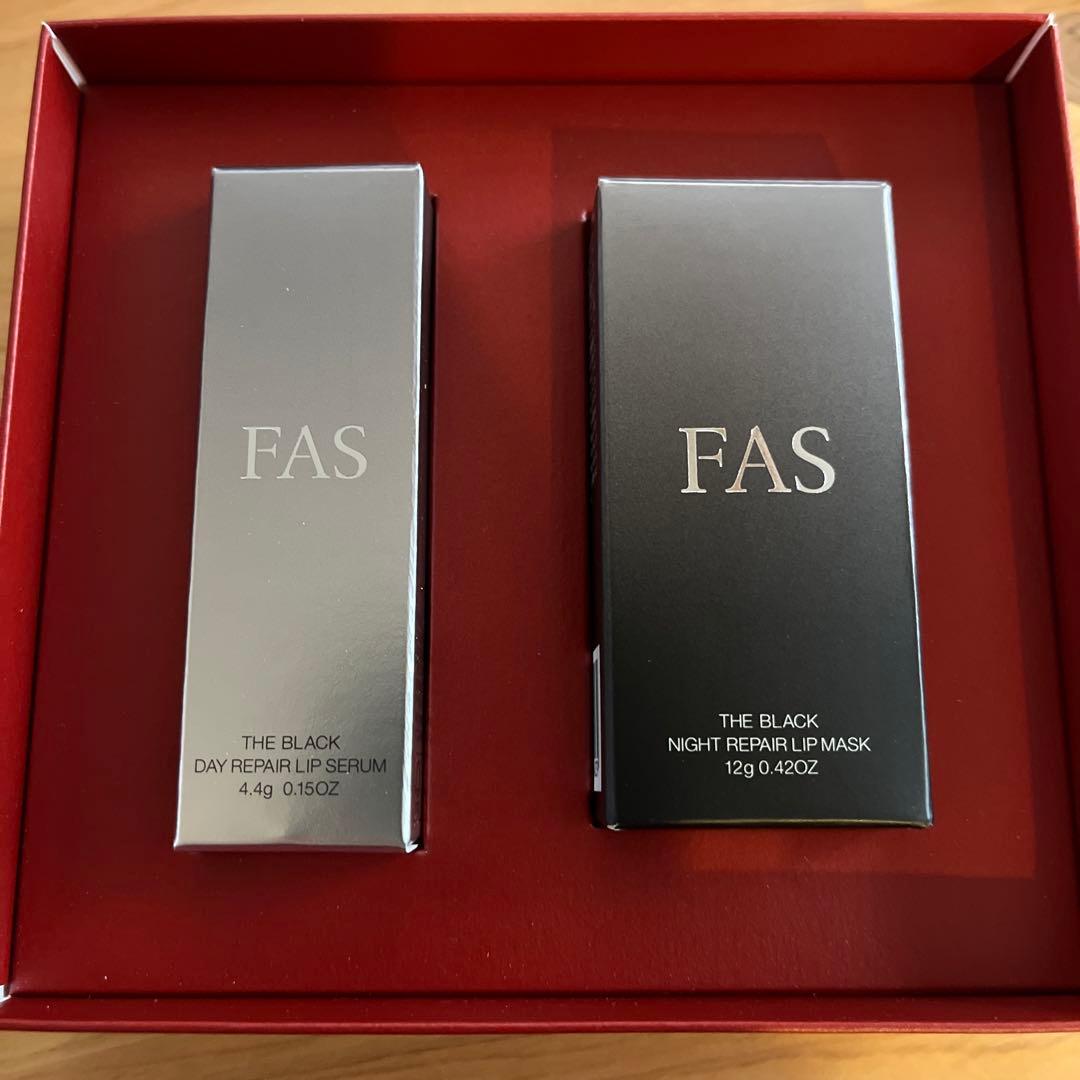 FAS
THE BLACK
DAY REPAIR LIP SERUM
4.4g 0.15OZ
FAS
THE BLACK
NIGHT REPAIR LIP MASK
12g 0.42OZ